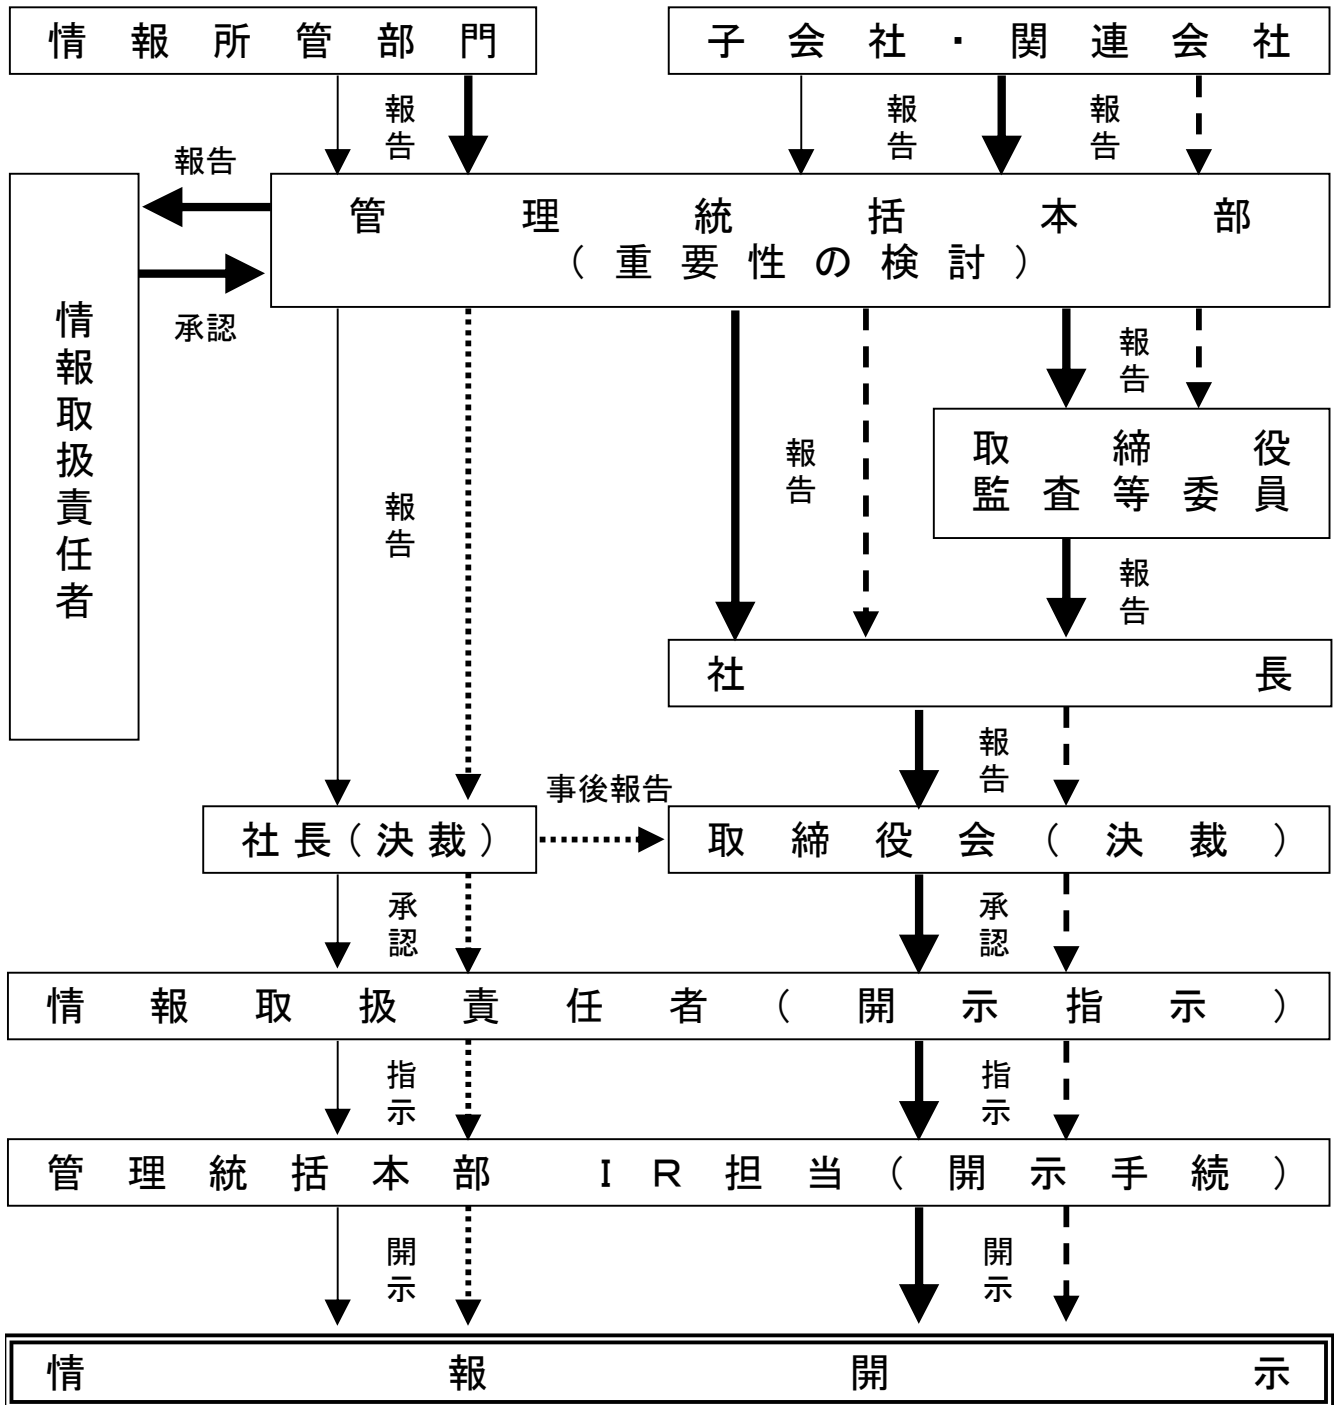 情報所管部門
子会社・関連会社
報告
報告
報告
報告
管理統括本部
(重要性の検討)
承認
情報取扱責任者
報告
報告
報告
取締役
監査等委員
報告
社長
報告
事後報告
社長(決裁)
取締役会(決裁)
承認
承認
情報取扱責任者(開示指示)
指示
指示
管理統括本部 IR担当(開示手続)
開示
開示
情報開示